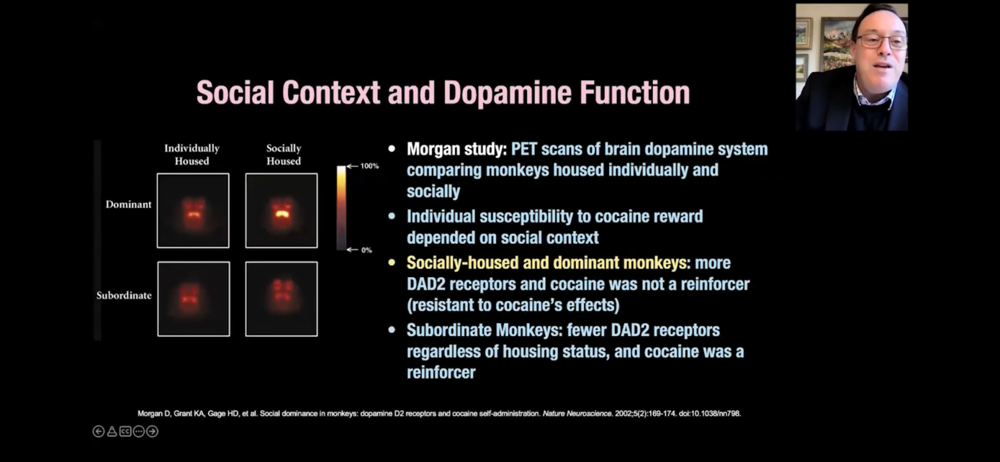 Social Context and Dopamine Function
Individually
Housed
Socially
Housed
Dominant
Subordinate
100%
0%
• Morgan study: PET scans of brain dopamine system
comparing monkeys housed individually and
socially
• Individual susceptibility to cocaine reward
depended on social context
• Socially-housed and dominant monkeys: more
DAD2 receptors and cocaine was not a reinforcer
(resistant to cocaine's effects)
• Subordinate Monkeys: fewer DAD2 receptors
regardless of housing status, and cocaine was a
reinforcer
Morgan D, Grant KA, Gage HD, et al. Social dominance in monkeys: dopamine D2 receptors and cocaine self-administration. Nature Neuroscience. 2002;5(2):169-174. doi:10.1038/nn798.
CC